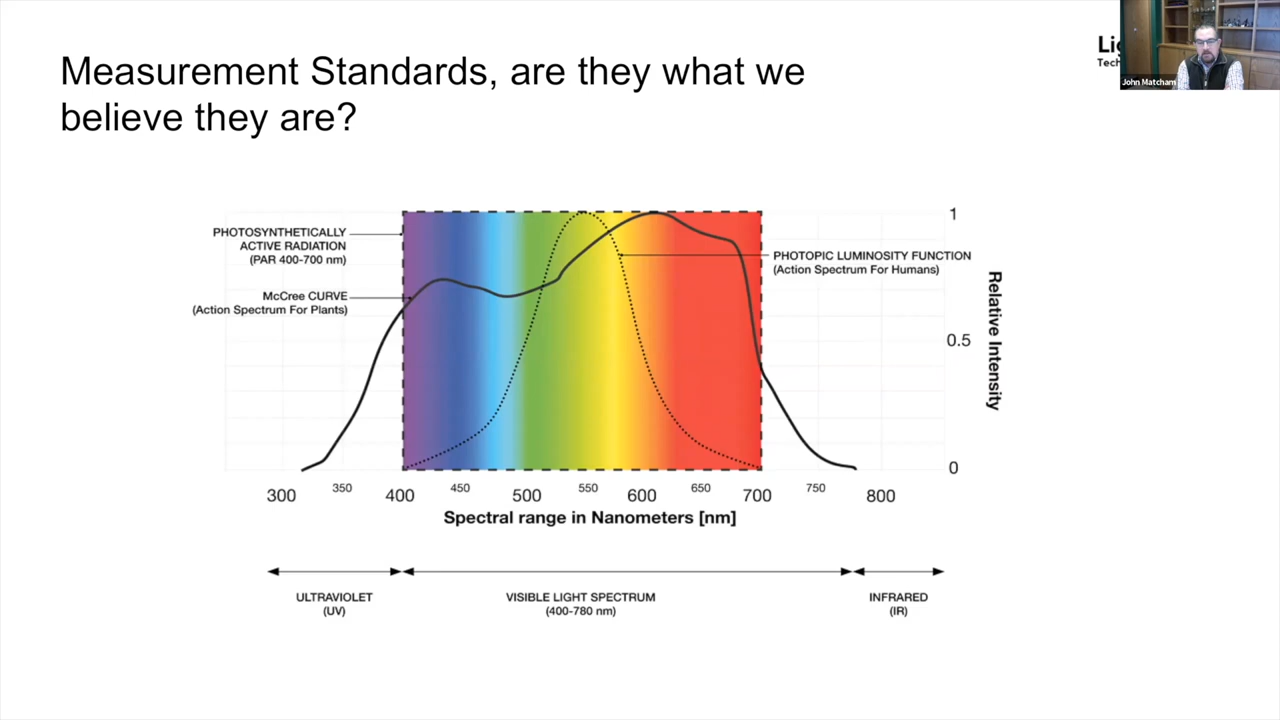 Measurement Standards, are they what we
believe they are?
Tech
John Matcham
PHOTOSYNTHETICALLY
ACTIVE RADIATION
(PAR 400-700 nm)
McCree CURVE
(Action Spectrum For Plants)
PHOTOPIC LUMINOSITY FUNCTION
(Action Spectrum For Humans)
1
0.5
0
Relative Intensity
300 350 400 450 500 550 600 650 700 750 800
Spectral range in Nanometers [nm]
ULTRAVIOLET
(UV)
VISIBLE LIGHT SPECTRUM
(400-780 nm)
INFRARED
(IR)